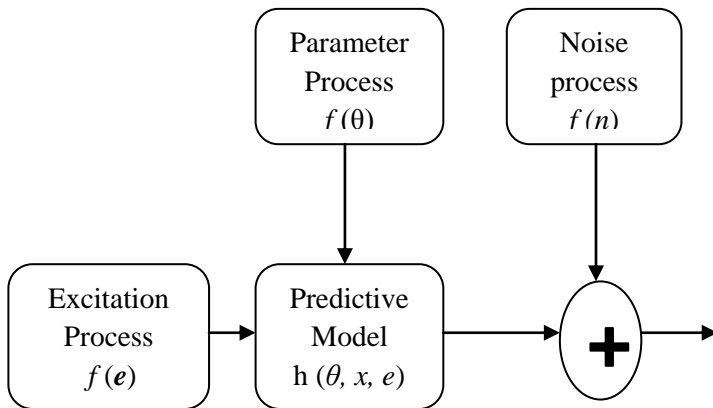 Parameter
Process
f (θ)
Noise
process
f(n)
Excitation
Process
f (e)
Predictive
Model
h (θ, x, e)
+